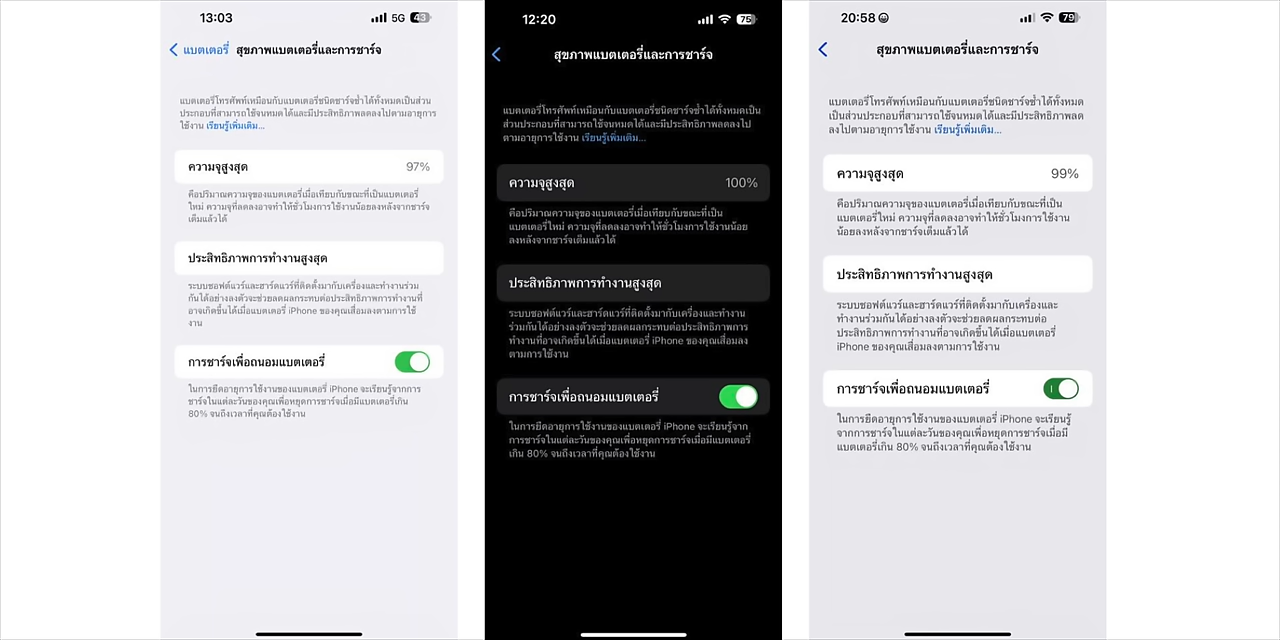 13:03
5G 43
แบตเตอรี่ สุขภาพแบตเตอรี่และการชาร์จ
แบตเตอรี่โทรศัพท์เหมือนกับแบตเตอรี่ชนิดชาร์จซ้ำได้ทั้งหมดเป็นส่วน
ประกอบที่สามารถใช้จนหมดได้และมีประสิทธิภาพลดลงไปตามอายุการ
ใช้งาน เรียนรู้เพิ่มเติม...
ความจุสูงสุด 97%
คือปริมาณความจุของแบตเตอรี่เมื่อเทียบกับขณะที่เป็นแบตเตอรี่
ใหม่ ความจุที่ลดลงอาจทำให้ชั่วโมงการใช้งานน้อยลงหลังจากชาร์จ
เต็มแล้วได้
ประสิทธิภาพการทำงานสูงสุด
ระบบซอฟต์แวร์และฮาร์ดแวร์ที่ติดตั้งมากับเครื่องและทำงานร่วม
กันได้อย่างลงตัวจะช่วยลดผลกระทบต่อประสิทธิภาพการทำงานที่
อาจเกิดขึ้นได้เมื่อแบตเตอรี่ iPhone ของคุณเสื่อมลงตามการใช้
งาน
การชาร์จเพื่อถนอมแบตเตอรี่
ในการยืดอายุการใช้งานของแบตเตอรี่ iPhone จะเรียนรู้จากการ
ชาร์จในแต่ละวันของคุณเพื่อหยุดการชาร์จเมื่อมีแบตเตอรี่เกิน
80% จนถึงเวลาที่คุณต้องใช้งาน
12:20
75
สุขภาพแบตเตอรี่และการชาร์จ
แบตเตอรี่โทรศัพท์เหมือนกับแบตเตอรี่ชนิดชาร์จซ้ำได้ทั้งหมดเป็น
ส่วนประกอบที่สามารถใช้จนหมดได้และมีประสิทธิภาพลดลงไป
ตามอายุการใช้งาน เรียนรู้เพิ่มเติม...
ความจุสูงสุด 100%
คือปริมาณความจุของแบตเตอรี่เมื่อเทียบกับขณะที่เป็น
แบตเตอรี่ใหม่ ความจุที่ลดลงอาจทำให้ชั่วโมงการใช้งานน้อย
ลงหลังจากชาร์จเต็มแล้วได้
ประสิทธิภาพการทำงานสูงสุด
ระบบซอฟต์แวร์และฮาร์ดแวร์ที่ติดตั้งมากับเครื่องและทำงาน
ร่วมกันได้อย่างลงตัวจะช่วยลดผลกระทบต่อประสิทธิภาพการ
ทำงานที่อาจเกิดขึ้นได้เมื่อแบตเตอรี่ iPhone ของคุณเสื่อมลง
ตามการใช้งาน
การชาร์จเพื่อถนอมแบตเตอรี่
ในการยืดอายุการใช้งานของแบตเตอรี่ iPhone จะเรียนรู้จาก
การชาร์จในแต่ละวันของคุณเพื่อหยุดการชาร์จเมื่อมีแบตเตอรี่
เกิน 80% จนถึงเวลาที่คุณต้องใช้งาน
20:58
79
สุขภาพแบตเตอรี่และการชาร์จ
แบตเตอรี่โทรศัพท์เหมือนกับแบตเตอรี่ชนิดชาร์จซ้ำได้ทั้งหมด
เป็นส่วนประกอบที่สามารถใช้จนหมดได้และมีประสิทธิภาพลด
ลงไปตามอายุการใช้งาน เรียนรู้เพิ่มเติม...
ความจุสูงสุด 99%
คือปริมาณความจุของแบตเตอรี่เมื่อเทียบกับขณะที่เป็น
แบตเตอรี่ใหม่ ความจุที่ลดลงอาจทำให้ชั่วโมงการใช้งาน
น้อยลงหลังจากชาร์จเต็มแล้วได้
ประสิทธิภาพการทำงานสูงสุด
ระบบซอฟต์แวร์และฮาร์ดแวร์ที่ติดตั้งมากับเครื่องและ
ทำงานร่วมกันได้อย่างลงตัวจะช่วยลดผลกระทบต่อ
ประสิทธิภาพการทำงานที่อาจเกิดขึ้นได้เมื่อแบตเตอรี่
iPhone ของคุณเสื่อมลงตามการใช้งาน
การชาร์จเพื่อถนอมแบตเตอรี่
ในการยืดอายุการใช้งานของแบตเตอรี่ iPhone จะเรียนรู้
จากการชาร์จในแต่ละวันของคุณเพื่อหยุดการชาร์จเมื่อมี
แบตเตอรี่เกิน 80% จนถึงเวลาที่คุณต้องใช้งาน